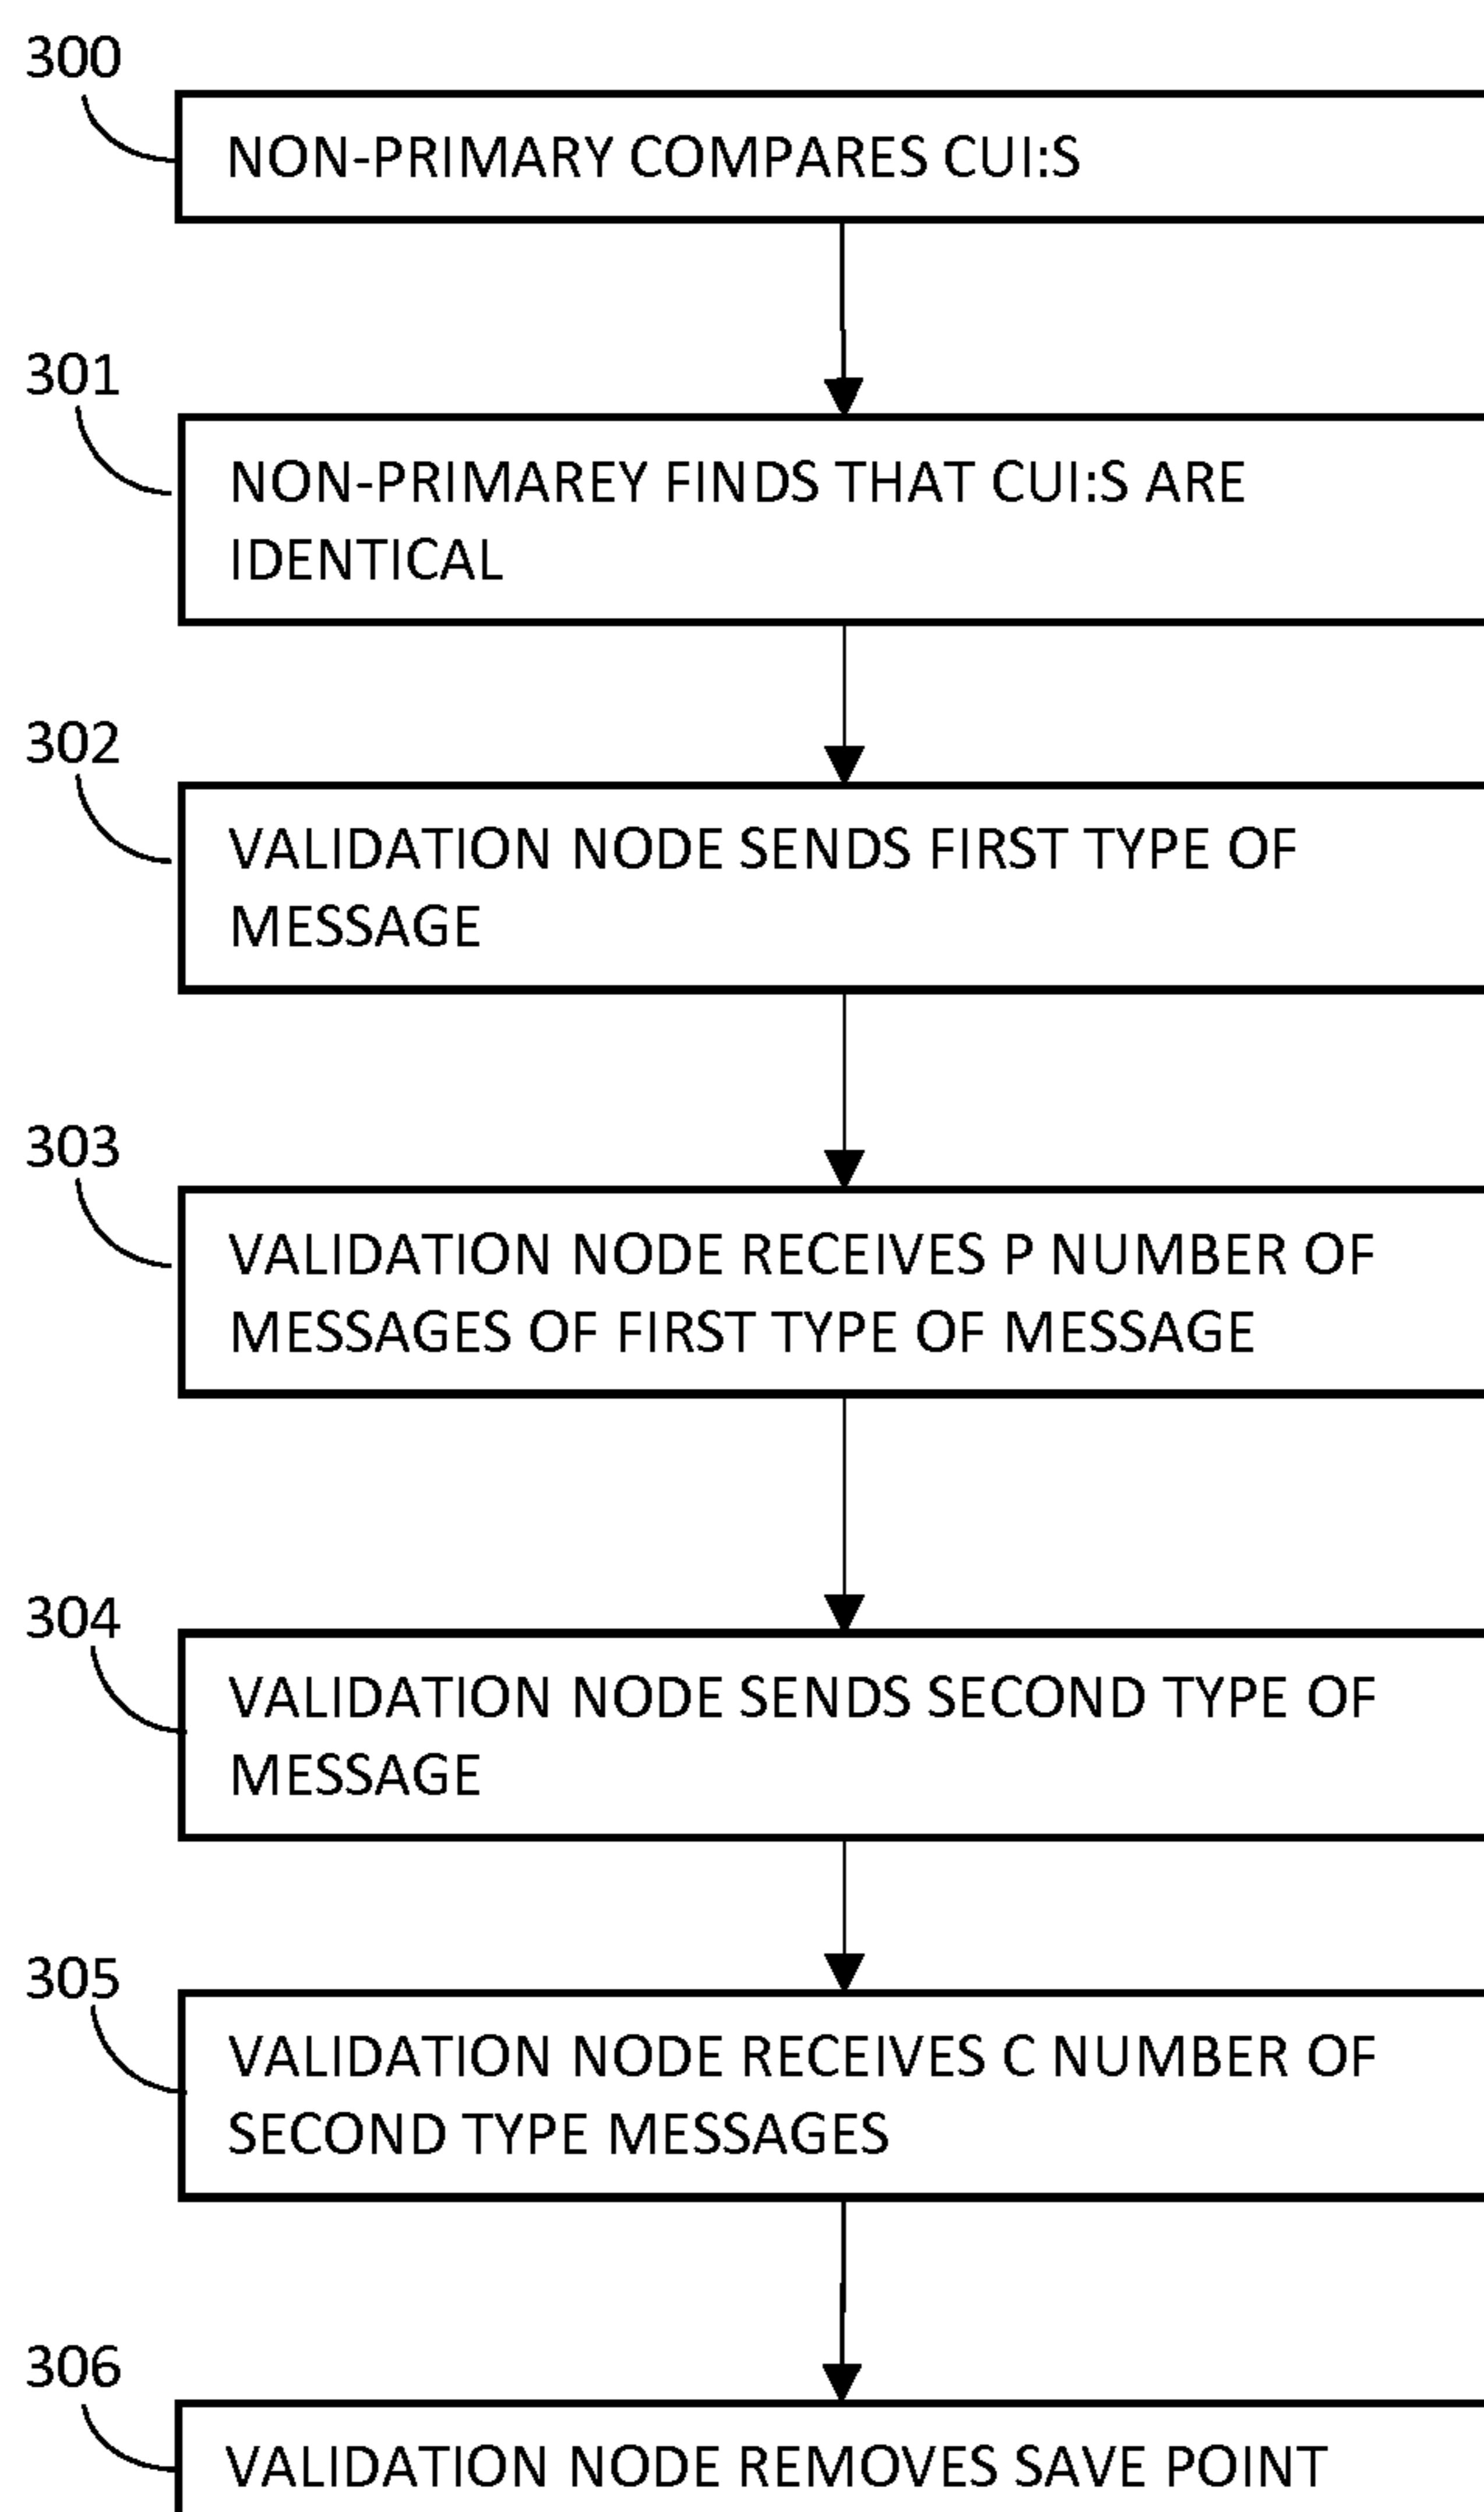 300
NON-PRIMARY COMPARES CUI:S
301
NON-PRIMAREY FINDS THAT CUI:S ARE
IDENTICAL
302
VALIDATION NODE SENDS FIRST TYPE OF
MESSAGE
303
VALIDATION NODE RECEIVES P NUMBER OF
MESSAGES OF FIRST TYPE OF MESSAGE
304
VALIDATION NODE SENDS SECOND TYPE OF
MESSAGE
305
VALIDATION NODE RECEIVES C NUMBER OF
SECOND TYPE MESSAGES
306
VALIDATION NODE REMOVES SAVE POINT